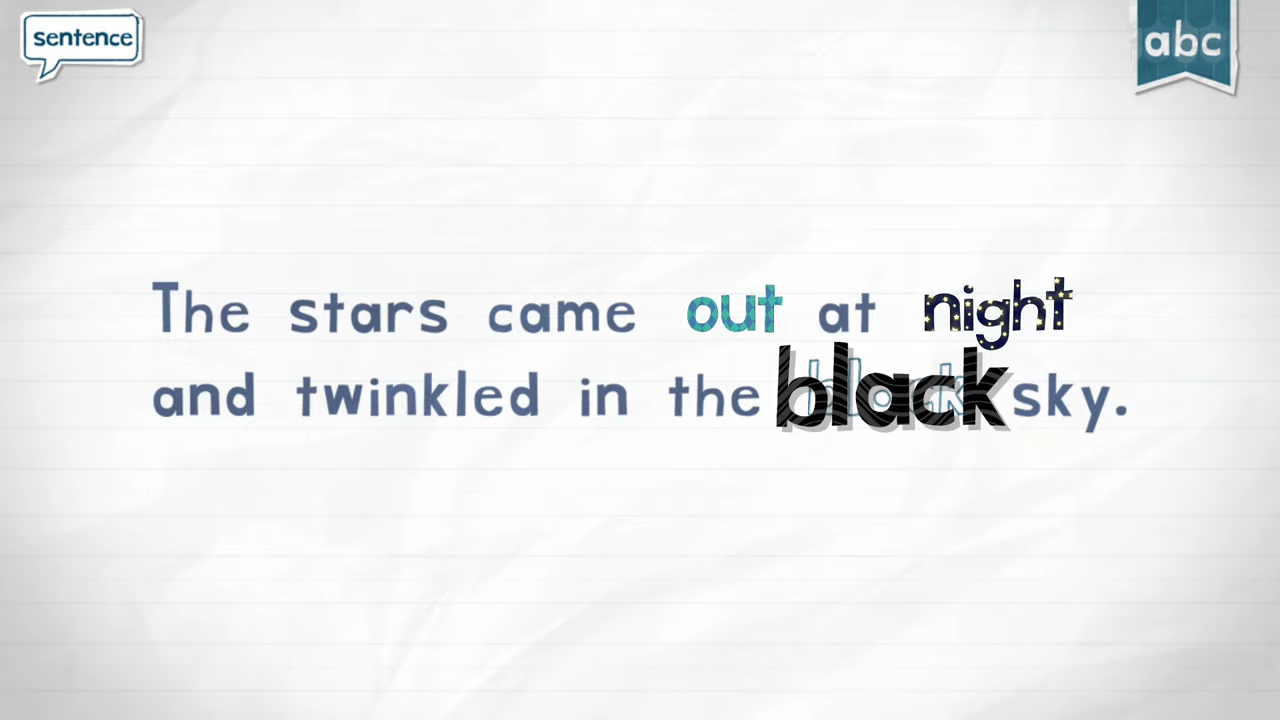 sentence
abc
The stars came out at night
and twinkled in the black sky.